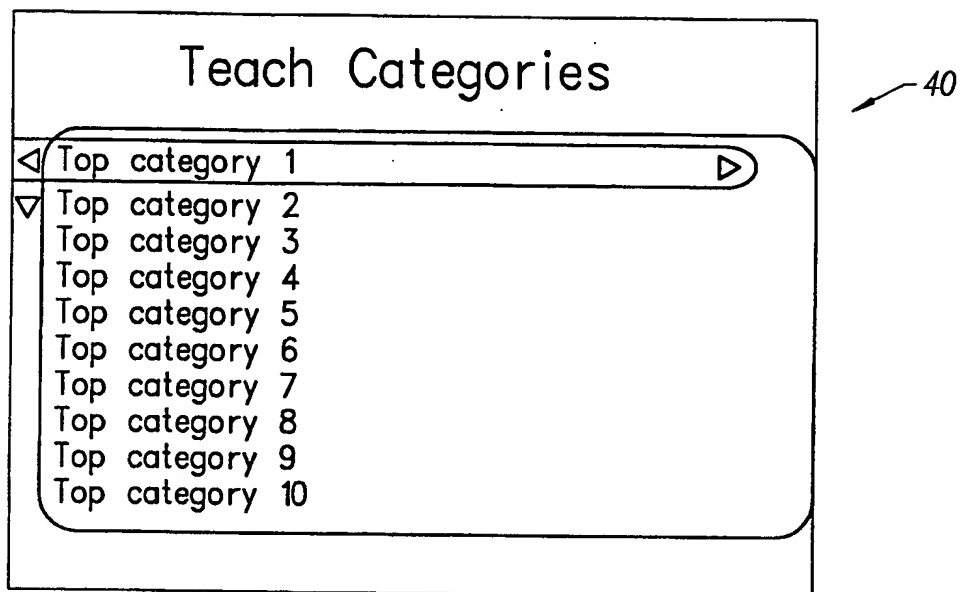 Teach Categories
40
Top category 1
Top category 2
Top category 3
Top category 4
Top category 5
Top category 6
Top category 7
Top category 8
Top category 9
Top category 10